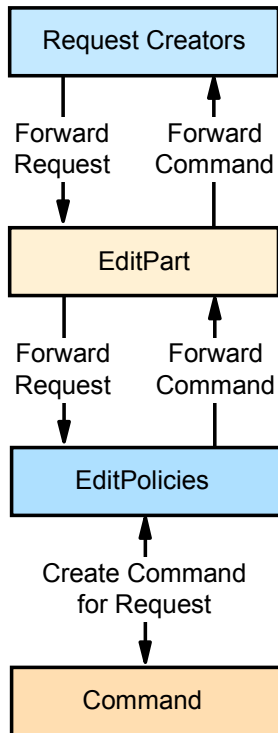 Request Creators
Forward
Request
Forward
Command
EditPart
Forward
Request
Forward
Command
EditPolicies
Create Command
for Request
Command